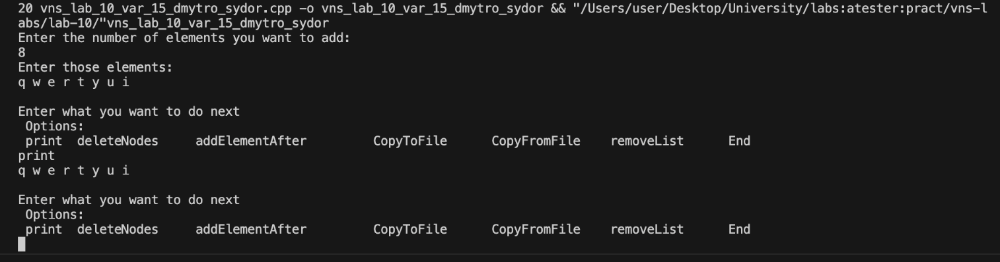 20 vns_lab_10_var_15_dmytro_sydor.cpp -o vns_lab_10_var_15_dmytro_sydor && "/Users/user/Desktop/University/labs:atester:pract/vns-l
abs/lab-10/"vns_lab_10_var_15_dmytro_sydor
Enter the number of elements you want to add:
8
Enter those elements:
q w e r t y u i
Enter what you want to do next
Options:
print deleteNodes addElementAfter CopyToFile CopyFromFile removeList End
print
q w e r t y u i
Enter what you want to do next
Options:
print deleteNodes addElementAfter CopyToFile CopyFromFile removeList End